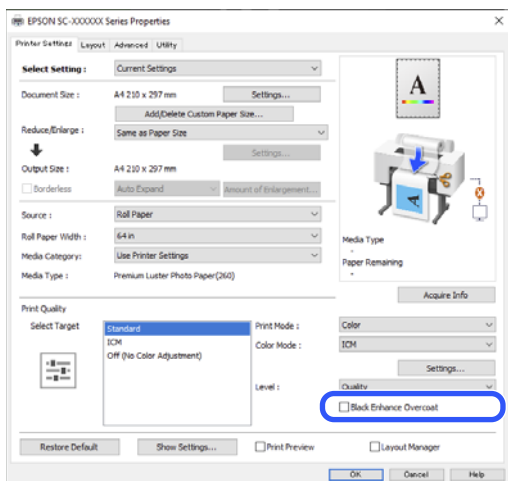 EPSON SC-XXXXXX Series Properties
Printer Settings Layout Advanced Utility
Select Setting : Current Settings
Document Size : A4 210 x 297 mm Settings...
Add/Delete Custom Paper Size...
Reduce/Enlarge : Same as Paper Size
Settings...
Output Size : A4 210 x 297 mm
Borderless Auto Expand Amount of Enlargement...
Source : Roll Paper
Roll Paper Width : 64 in
Media Category: Use Printer Settings
Media Type : Premium Luster Photo Paper(260)
A
A
Media Type
-
Paper Remaining
-
Acquire Info
Print Quality
Select Target
Standard
ICM
Off (No Color Adjustment)
Print Mode : Color
Color Mode : ICM
Settings...
Level : Quality
Black Enhance Overcoat
Restore Default Show Settings... Print Preview Layout Manager
OK Cancel Help